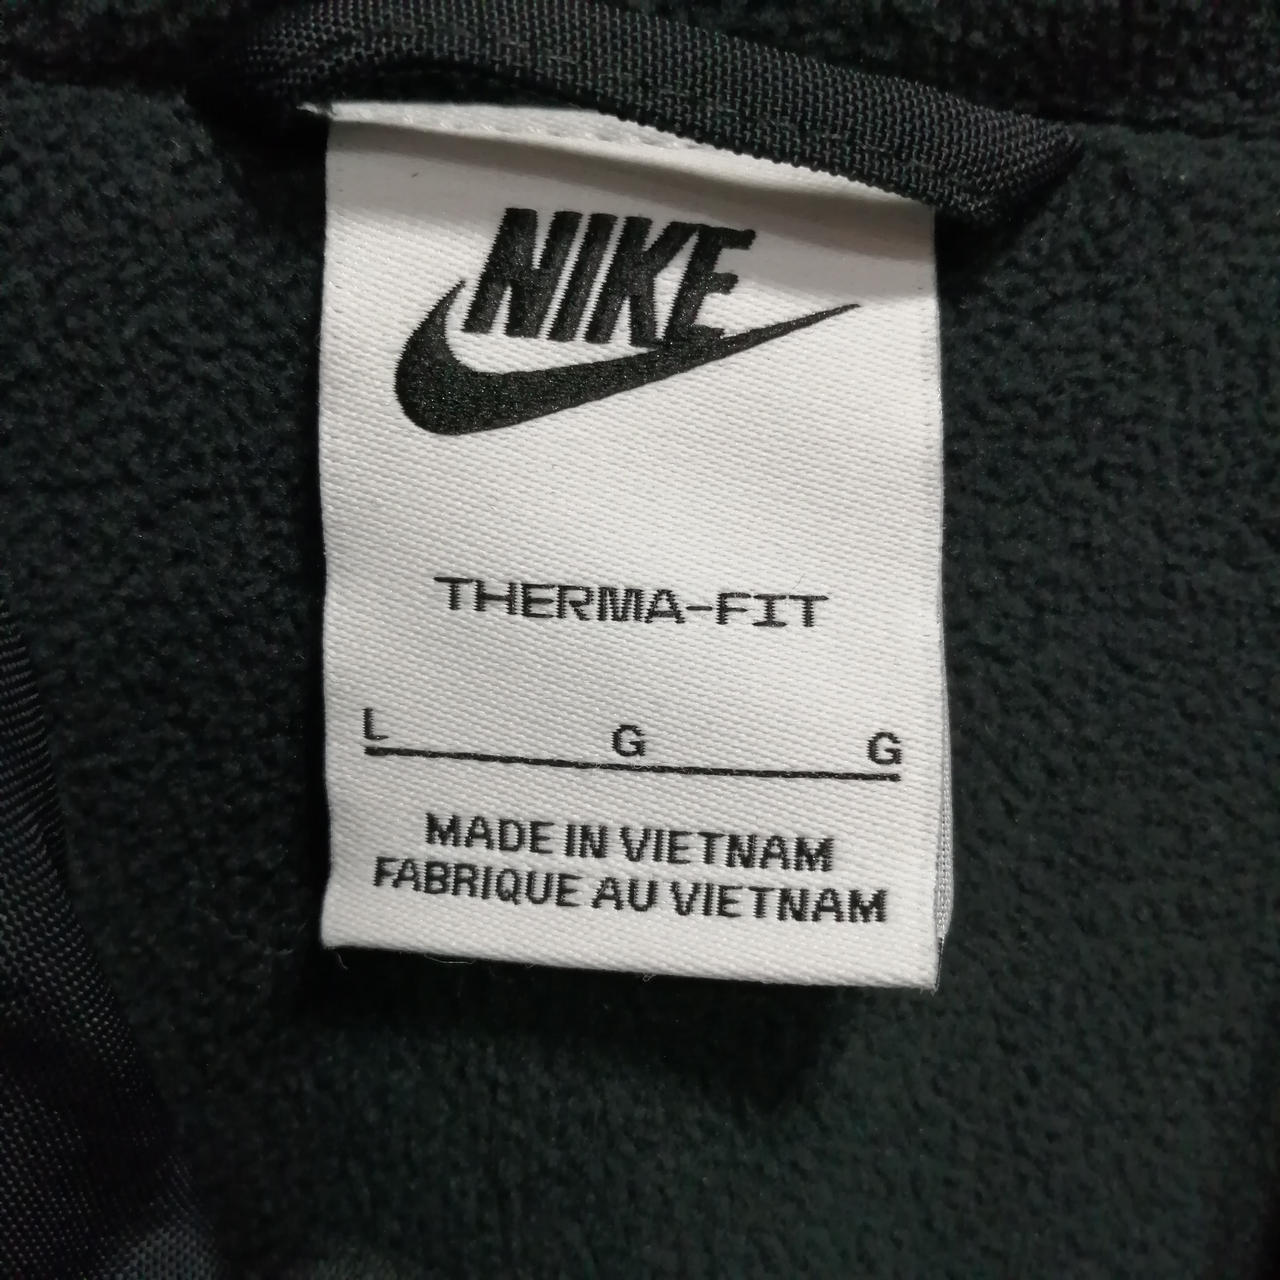 NIKE
THERMA-FIT
L G G
MADE IN VIETNAM
FABRIQUE AU VIETNAM